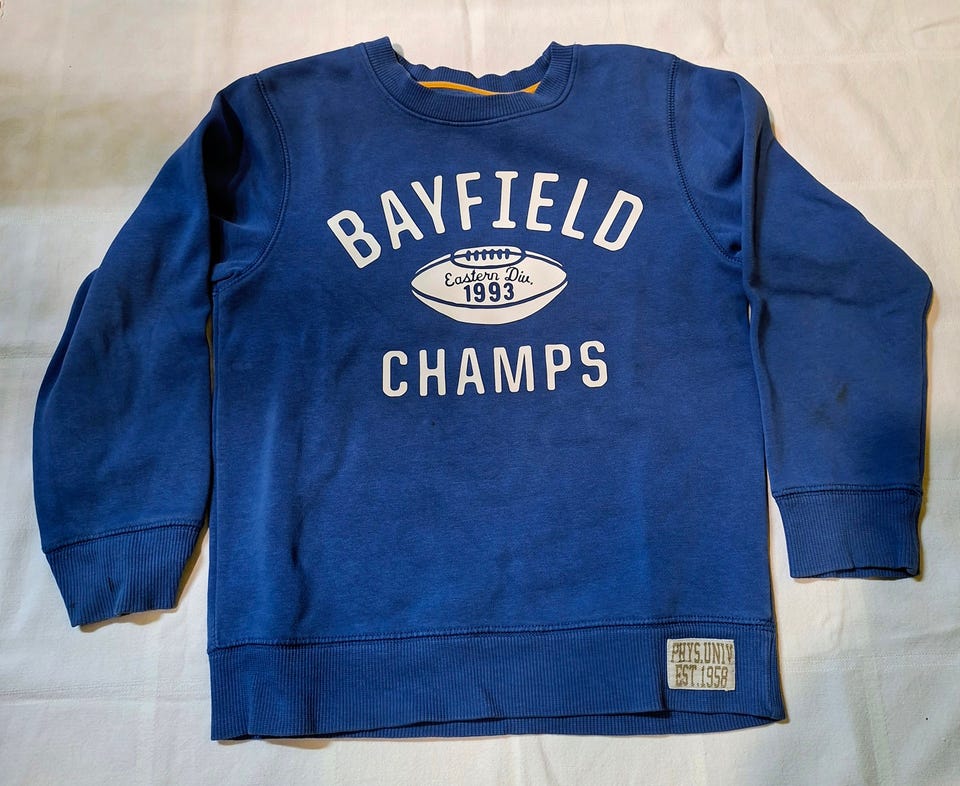 BAYFIELD
Eastern Div.
1993
CHAMPS
PHYS.UNIV
EST.1958